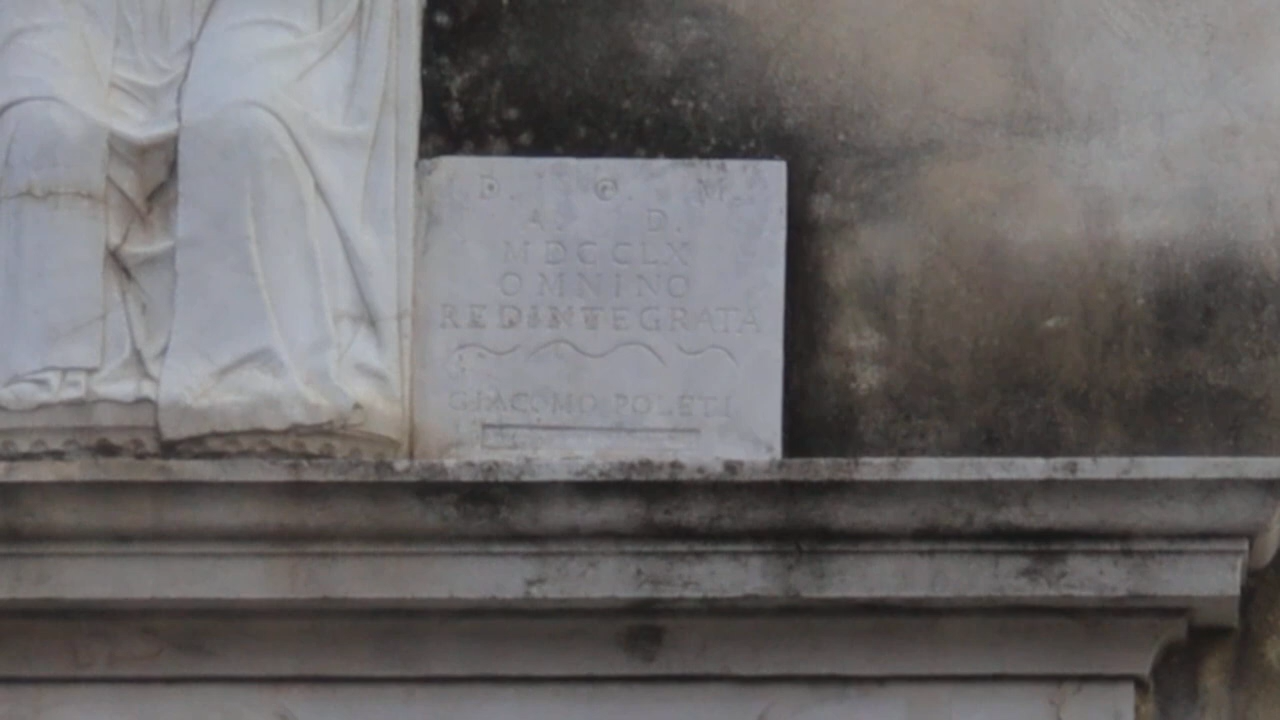 D. O. M.
A. D.
MDCCLX
OMNINO
REDINTEGRATA
GIACOMO POLETI